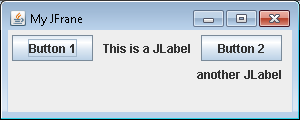 My JFrane
Button 1 This is a JLabel Button 2
another JLabel